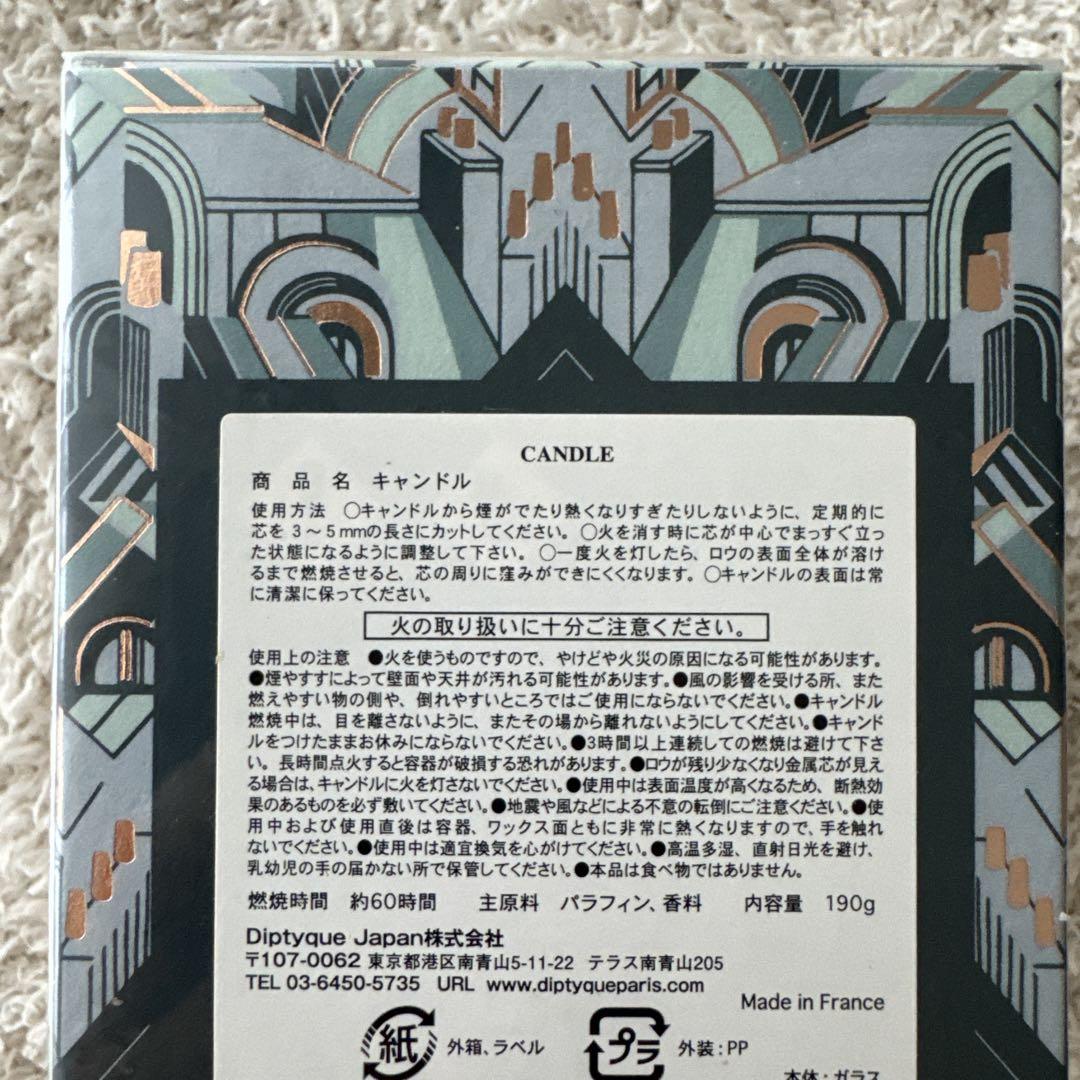 CANDLE
商 品 名 キャンドル
使用方法 ○キャンドルから煙がでたり熱くなりすぎたりしないように、定期的に
芯を 3～5mmの長さにカットしてください。○火を消す時に芯が中心でまっすぐ立っ
た状態になるように調整して下さい。○一度火を灯したら、ロウの表面全体が溶け
るまで燃焼させると、芯の周りに窪みができにくくなります。○キャンドルの表面は常
に清潔に保ってください。
火の取り扱いに十分ご注意ください。
使用上の注意 ●火を使うものですので、やけどや火災の原因になる可能性があります。
●煙やすすによって壁面や天井が汚れる可能性があります。●風の影響を受ける所、また
燃えやすい物の側や、倒れやすいところではご使用にならないでください。●キャンドル
燃焼中は、目を離さないように、またその場から離れないようにしてください。●キャンド
ルをつけたままお休みにならないでください。●3時間以上連続しての燃焼は避けて下さ
い。長時間点火すると容器が破損する恐れがあります。●ロウが残り少なくなり金属芯が見え
る場合は、キャンドルに火を灯さないでください。●使用中は表面温度が高くなるため、断熱効
果のあるものを必ず敷いてください。●地震や風などによる不意の転倒にご注意ください。●使
用中および使用直後は容器、ワックス面ともに非常に熱くなりますので、手を触れ
ないでください。●使用中は適宜換気を心がけてください。●高温多湿、直射日光を避け、
乳幼児の手の届かない所で保管してください。●本品は食べ物ではありません。
燃焼時間 約60時間 主原料 パラフィン、香料 内容量 190g
Diptyque Japan株式会社
〒107-0062 東京都港区南青山5-11-22 テラス南青山205
TEL 03-6450-5735 URL www.diptyqueparis.com
Made in France
紙 外箱、ラベル プラ 外装:PP
本体:ガラス